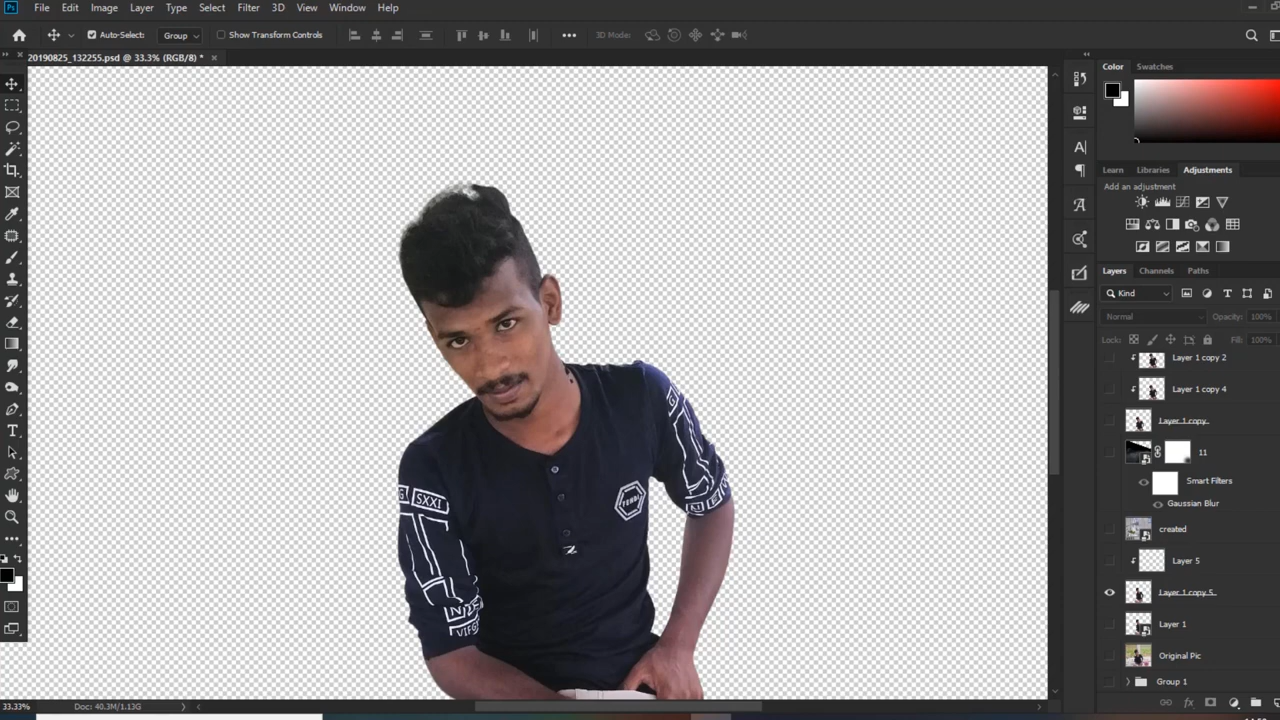 File Edit Image Layer Type Select Filter 3D View Window Help
Auto-Select: Group Show Transform Controls 3D Mode:
20190825_132255.psd @ 33.3% (RGB/8) *
Color Swatches
Learn Libraries Adjustments
Add an adjustment
Layers Channels Paths
Kind
Normal Opacity: 100%
Lock: Fill: 100%
Layer 1 copy 2
Layer 1 copy 4
Layer 1 copy
11
Smart Filters
Gaussian Blur
created
Layer 5
Layer 1 copy 5
Layer 1
Original Pic
Group 1
SXXI
FENDI
33.33% Doc: 40.3M/1.13G